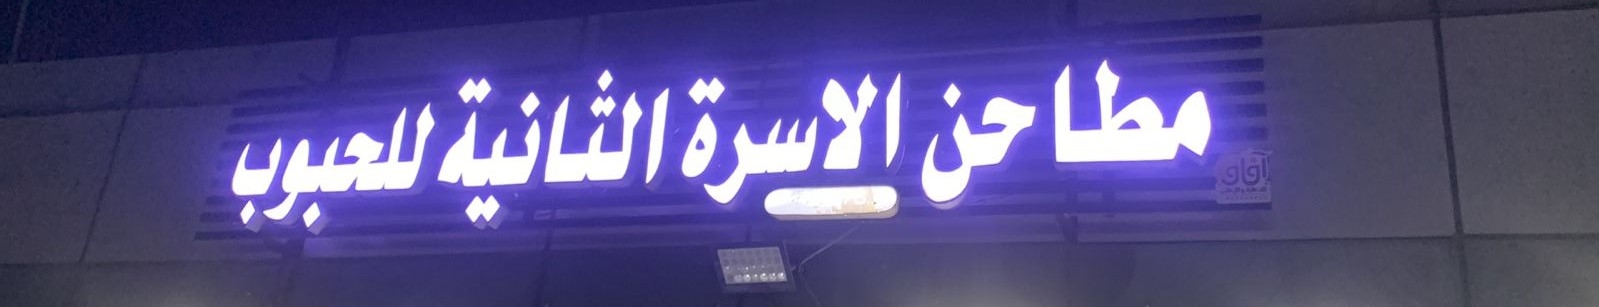 مطاحن الاسرة الثانية للحبوب
آفاق